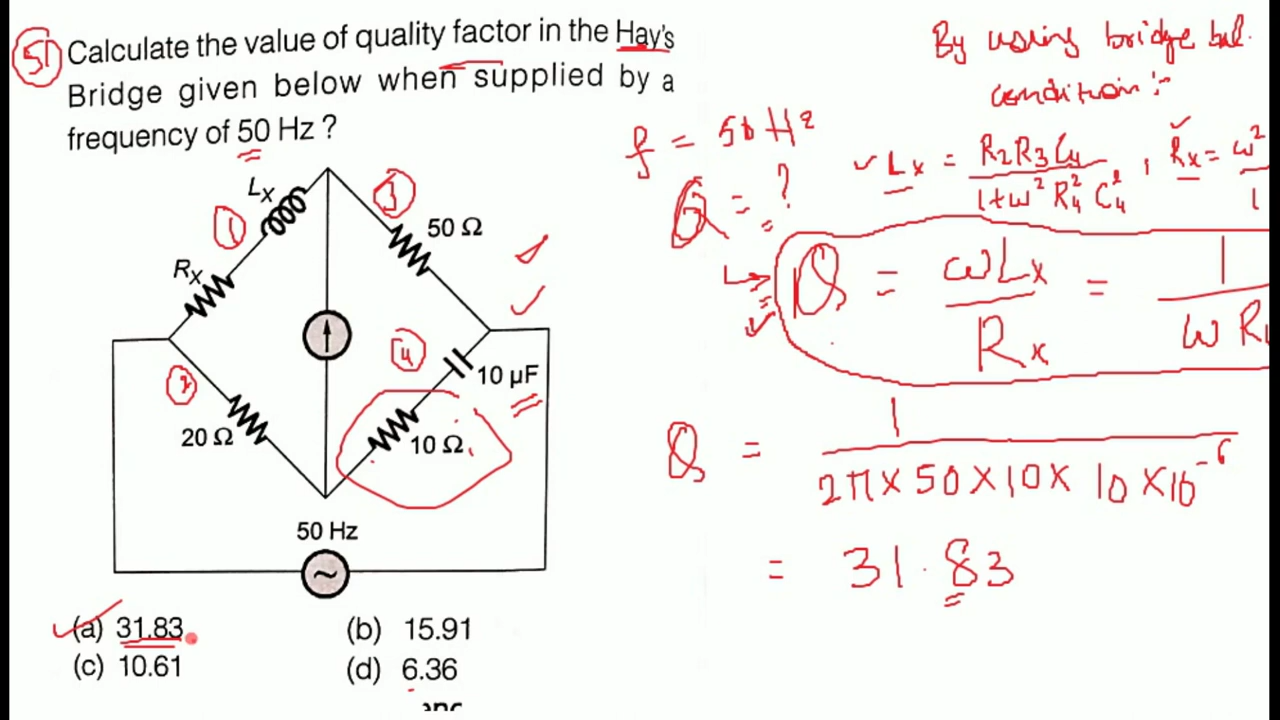 51 Calculate the value of quality factor in the Hay's
Bridge given below when supplied by a
frequency of 50 Hz ?
LX
RX
1
3
50 Ω
4
10 µF
2
20 Ω
10 Ω
50 Hz
(a) 31.83
(b) 15.91
(c) 10.61
(d) 6.36
By using bridge bal.
condition :-
f = 50 Hz
Q = ?
Lx = R2R3C4 / 1+ω²R4²C4² , Rx = ω² / 1
Q = ωLx / Rx = 1 / ω R
Q = 1 / 2π×50×10×10×10⁻⁶
= 31.83